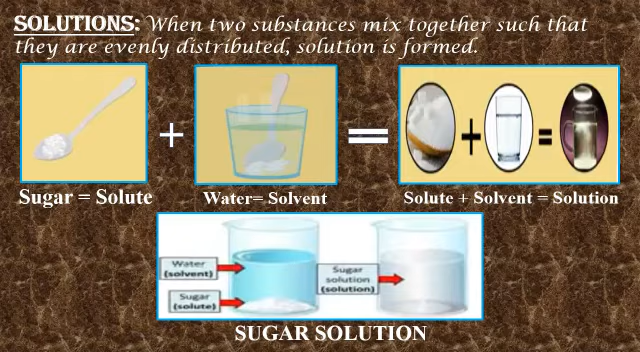 SOLUTIONS: When two substances mix together such that
they are evenly distributed, solution is formed.
+
=
+
=
Sugar = Solute
Water= Solvent
Solute + Solvent = Solution
Water
(solvent)
Sugar
(solute)
Sugar
solution
(solution)
SUGAR SOLUTION